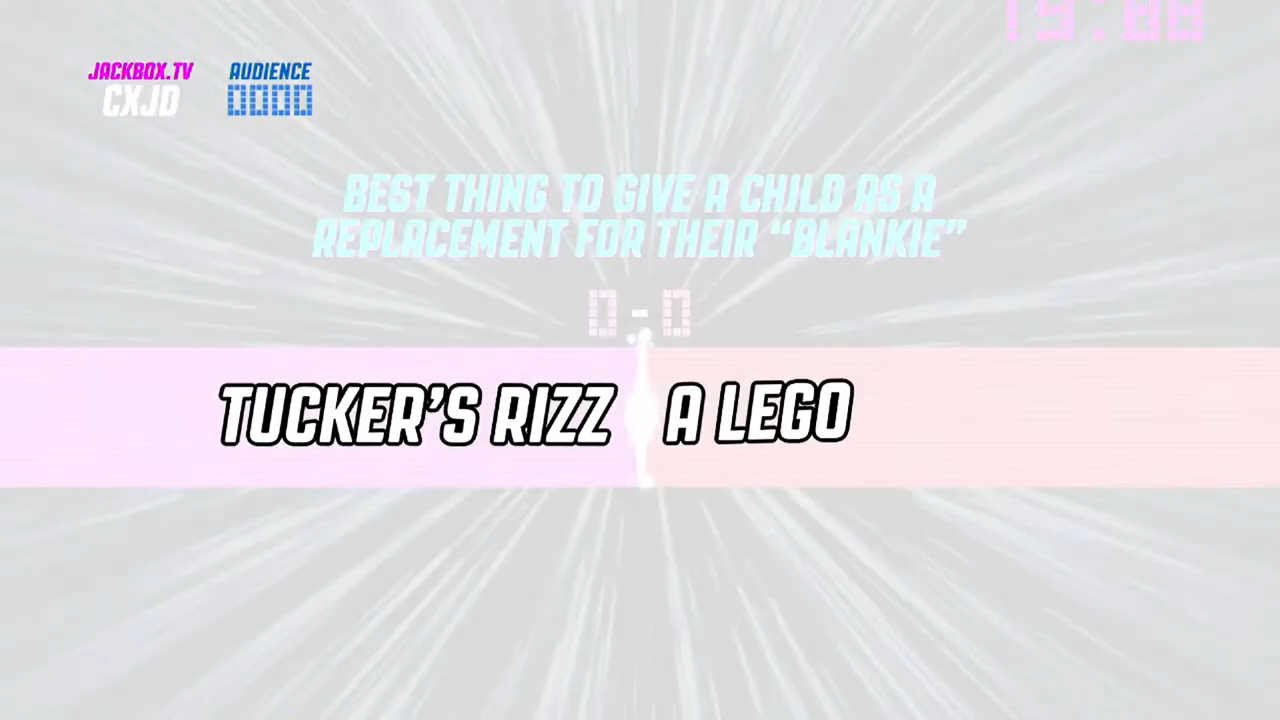 JACKBOX.TV
CXJD
AUDIENCE
0000
BEST THING TO GIVE A CHILD AS A
REPLACEMENT FOR THEIR “BLANKIE”
0-0
TUCKER’S RIZZ
A LEGO